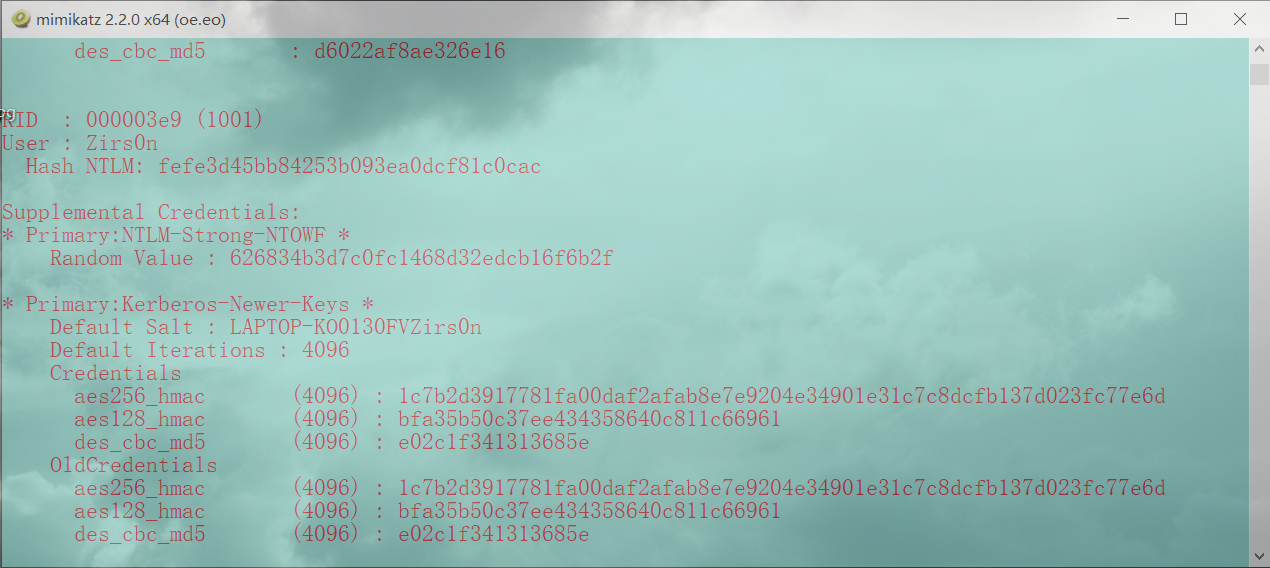 mimikatz 2.2.0 x64 (oe.eo)
des_cbc_md5 : d6022af8ae326e16
RID : 000003e9 (1001)
User : Zirs0n
Hash NTLM: fefe3d45bb84253b093ea0dcf81c0cac
Supplemental Credentials:
* Primary:NTLM-Strong-NTOWF *
Random Value : 626834b3d7c0fc1468d32edcb16f6b2f
* Primary:Kerberos-Newer-Keys *
Default Salt : LAPTOP-KO0130FVZirs0n
Default Iterations : 4096
Credentials
aes256_hmac (4096) : 1c7b2d3917781fa00daf2afab8e7e9204e34901e31c7c8dcfb137d023fc77e6d
aes128_hmac (4096) : bfa35b50c37ee434358640c811c66961
des_cbc_md5 (4096) : e02c1f341313685e
OldCredentials
aes256_hmac (4096) : 1c7b2d3917781fa00daf2afab8e7e9204e34901e31c7c8dcfb137d023fc77e6d
aes128_hmac (4096) : bfa35b50c37ee434358640c811c66961
des_cbc_md5 (4096) : e02c1f341313685e